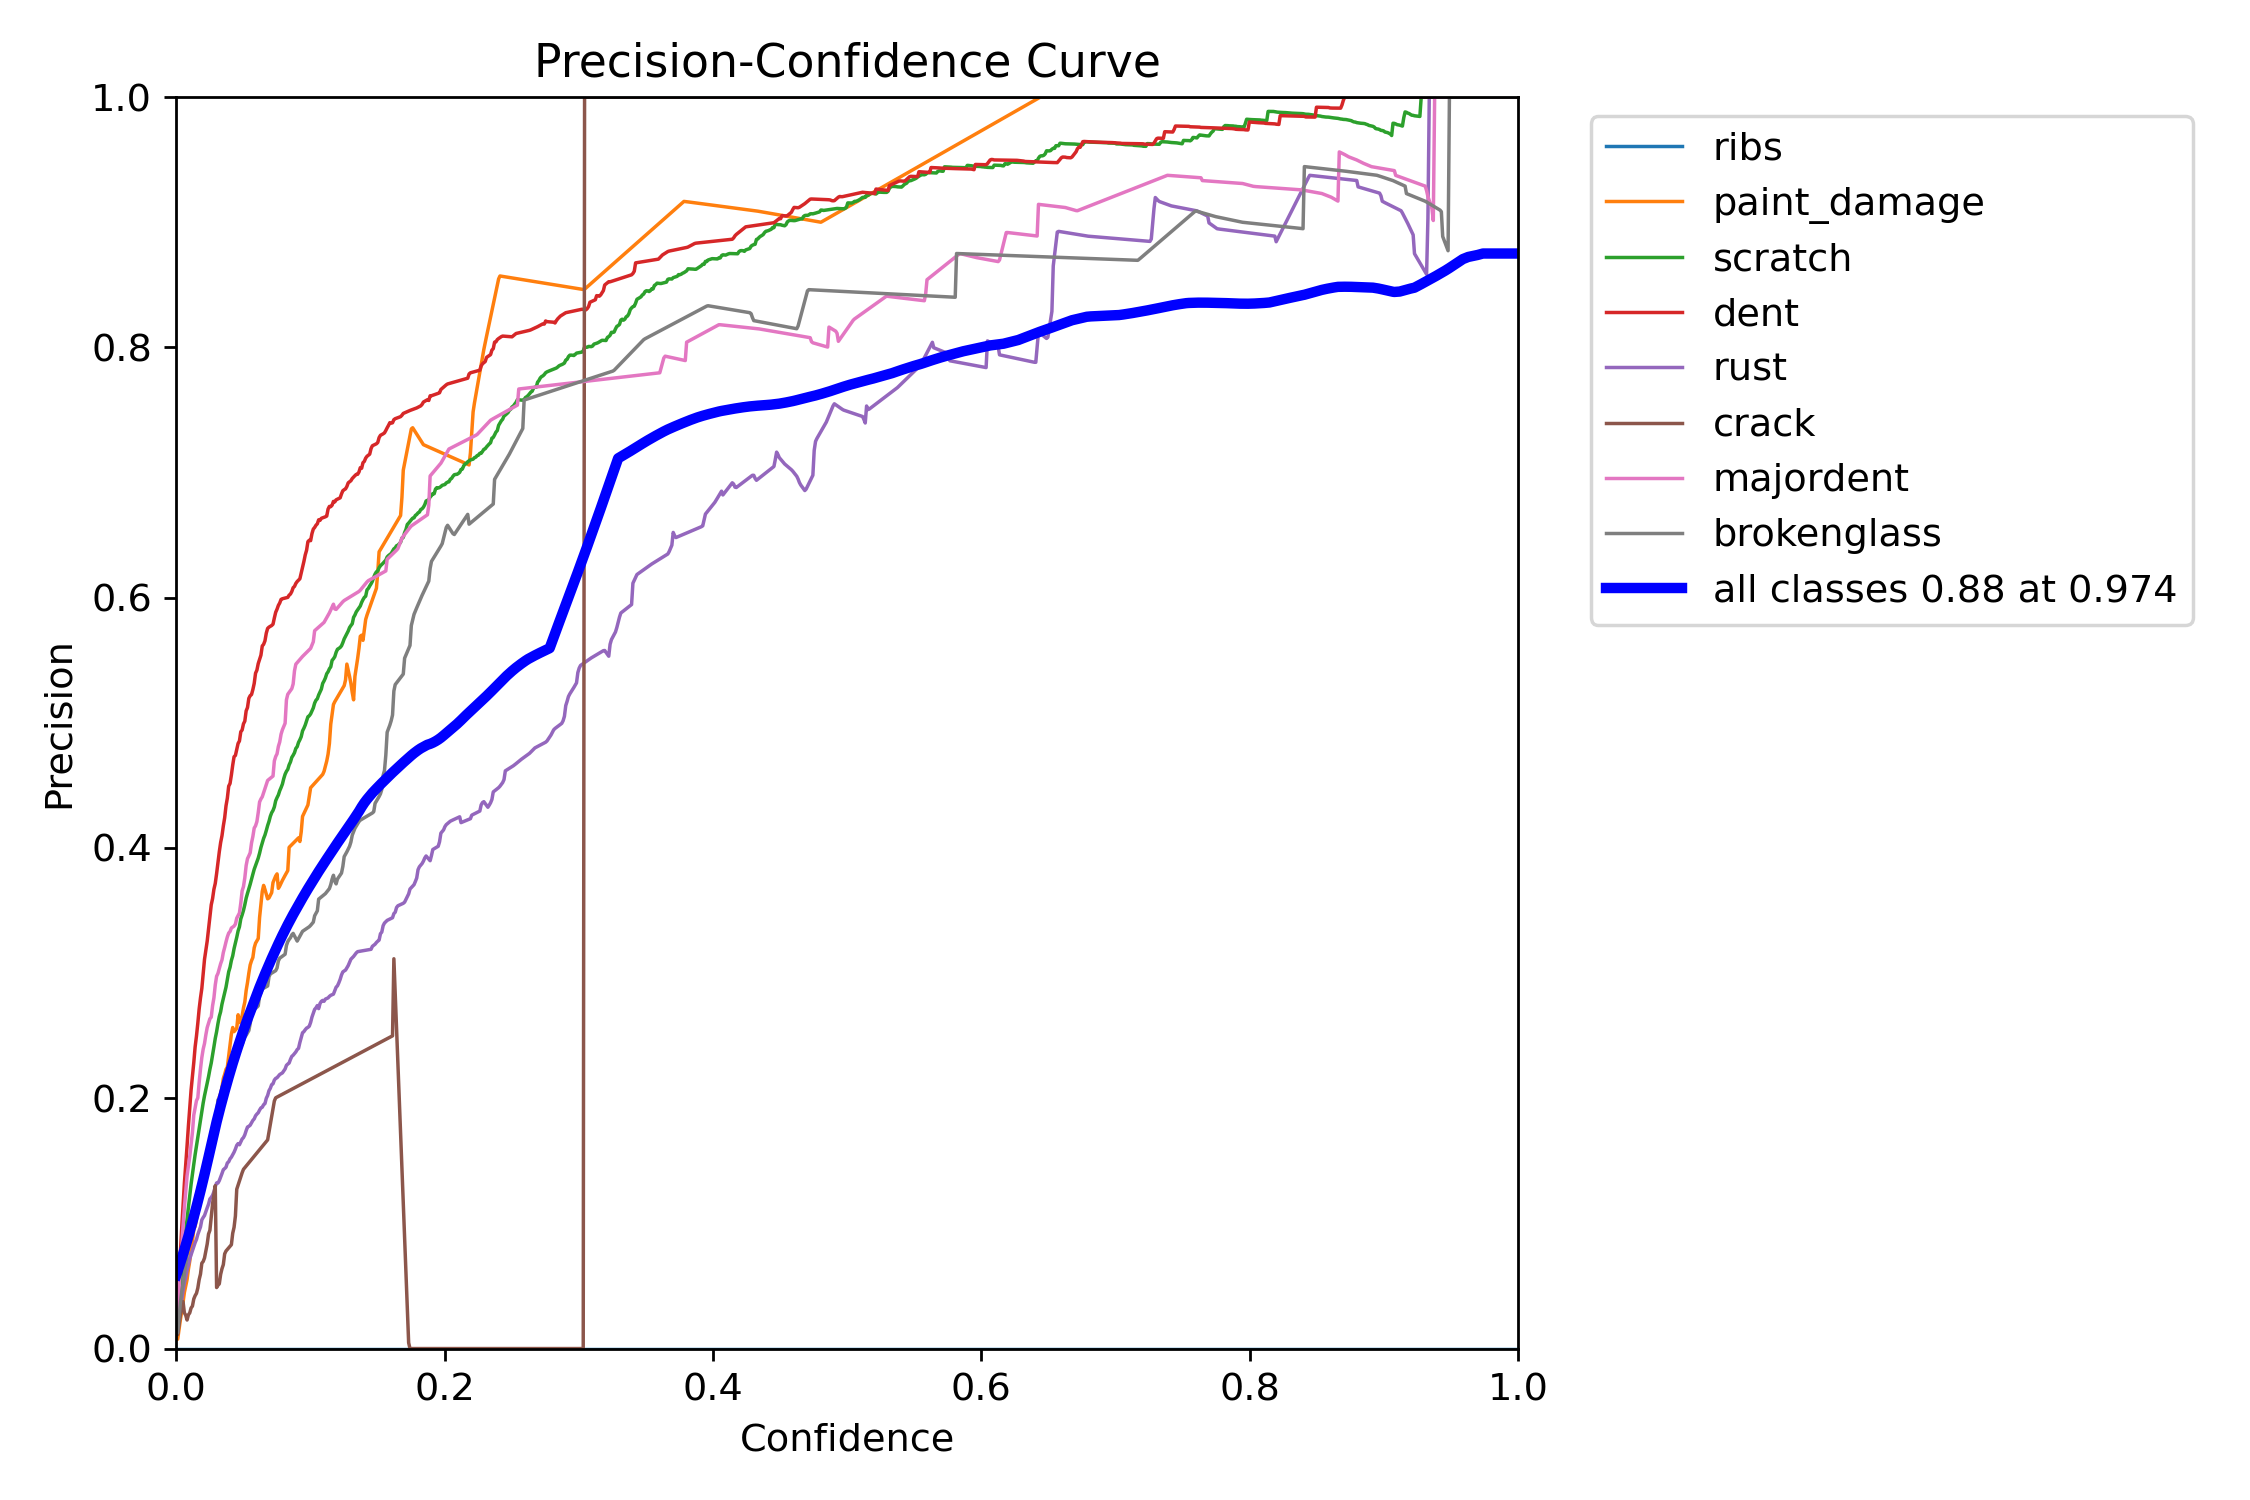 Precision-Confidence Curve
1.0
0.8
0.6
0.4
0.2
0.0
Precision
0.0 0.2 0.4 0.6 0.8 1.0
Confidence
ribs
paint_damage
scratch
dent
rust
crack
majordent
brokenglass
all classes 0.88 at 0.974